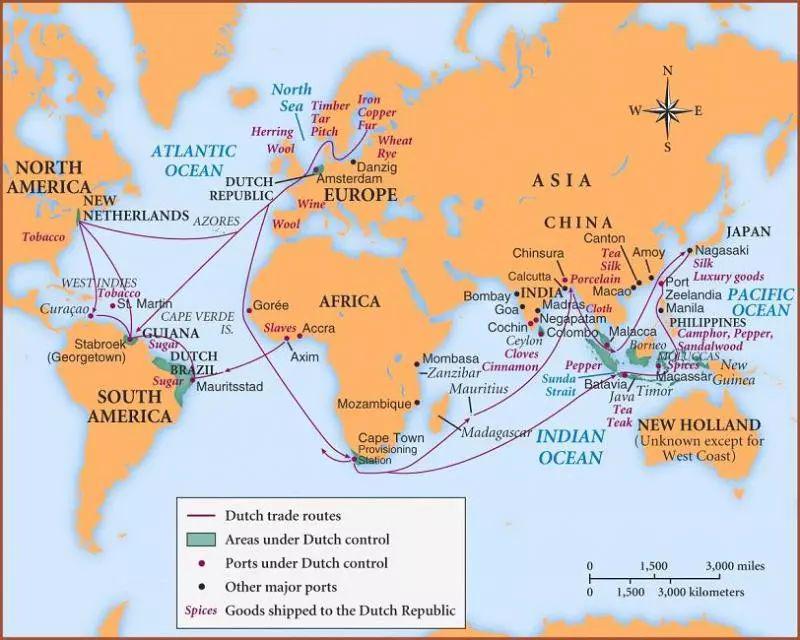 North
Sea
Timber
Tar
Pitch
Iron
Copper
Fur
Herring
Wool
Wheat
Rye
ATLANTIC
OCEAN
NORTH
AMERICA
DUTCH
REPUBLIC
Amsterdam
Danzig
EUROPE
ASIA
NEW
NETHERLANDS
AZORES
Wine
Wool
Tobacco
CHINA
JAPAN
Canton
Amoy
Nagasaki
Chinsura
Tea
Silk
Silk
Luxury goods
WEST INDIES
Tobacco
Curaçao
St. Martin
CAPE VERDE
IS.
Gorée
AFRICA
Calcutta
Porcelain
Macao
Port
Zeelandia
PACIFIC
OCEAN
Bombay
INDIA
Goa
Madras
Cloth
Manila
Cochin
Negapatam
PHILIPPINES
Ceylon
Colombo
Malacca
Camphor, Pepper,
Sandalwood
Borneo
MOLUCCAS
Stabroek
(Georgetown)
GUIANA
Sugar
Slaves
Accra
Axim
DUTCH
BRAZIL
Sugar
Mauritsstad
SOUTH
AMERICA
Cloves
Cinnamon
Mombasa
Zanzibar
Pepper
Spices
New
Guinea
Macassar
Sunda
Strait
Batavia
Java
Timor
Mauritius
Mozambique
Madagascar
Tea
Teak
INDIAN
OCEAN
NEW HOLLAND
(Unknown except for
West Coast)
Cape Town
Provisioning
Station
N
W
E
S
Dutch trade routes
Areas under Dutch control
Ports under Dutch control
Other major ports
Spices Goods shipped to the Dutch Republic
0 1,500 3,000 miles
0 1,500 3,000 kilometers